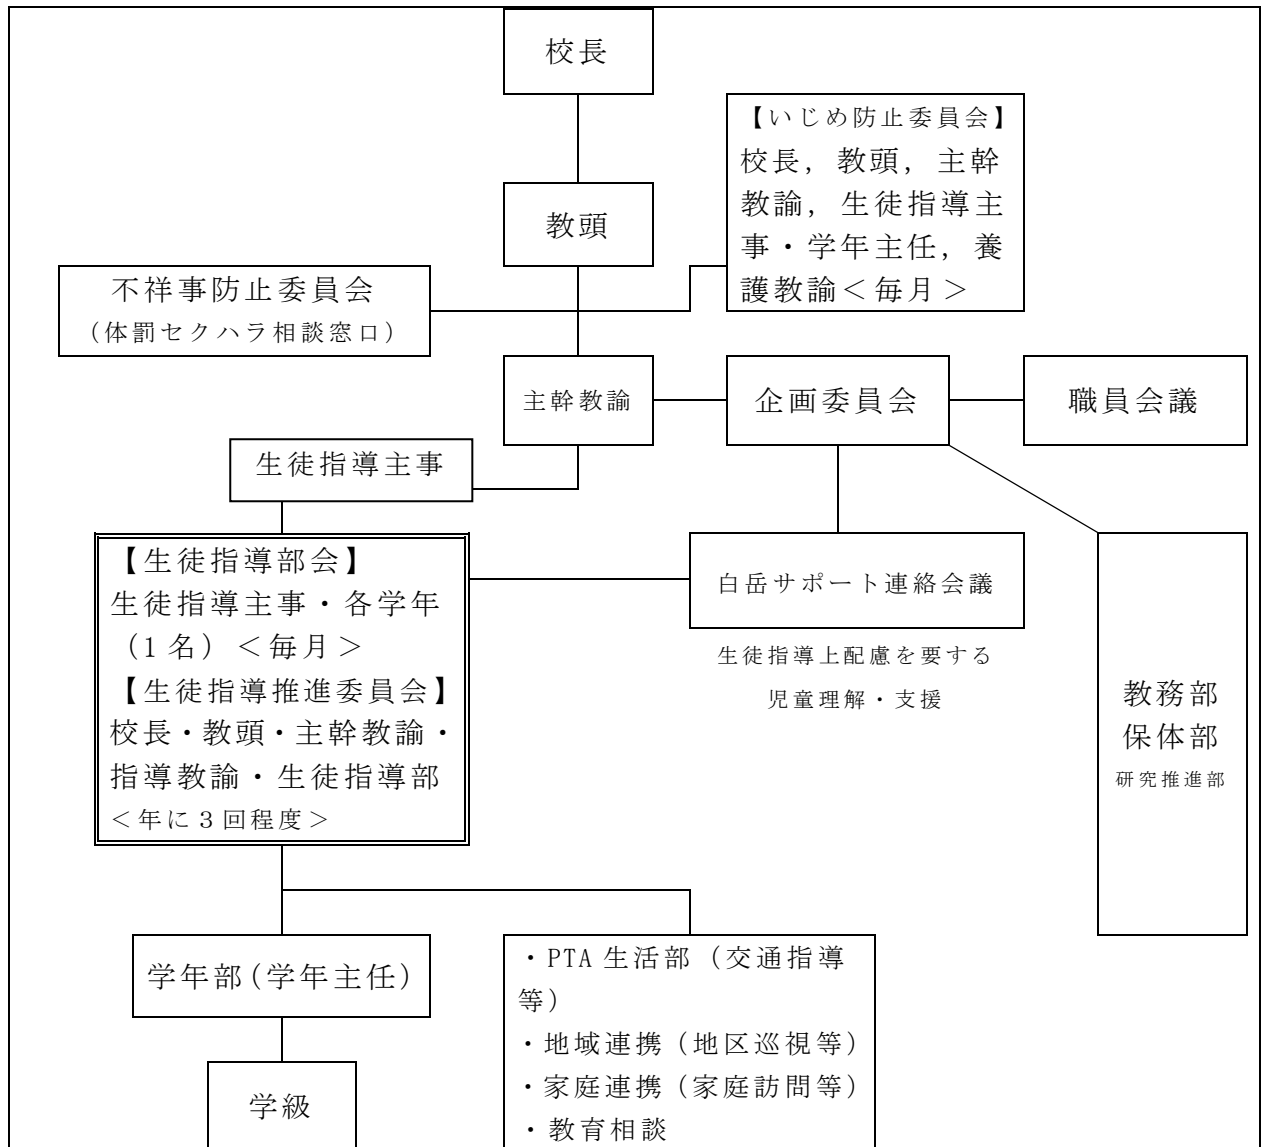 校長
【いじめ防止委員会】
校長，教頭，主幹
教諭，生徒指導主
事・学年主任，養
護教諭＜毎月＞
教頭
不祥事防止委員会
（体罰セクハラ相談窓口）
主幹教諭
企画委員会
職員会議
生徒指導主事
【生徒指導部会】
生徒指導主事・各学年
（1名）＜毎月＞
【生徒指導推進委員会】
校長・教頭・主幹教諭・
指導教諭・生徒指導部
＜年に３回程度＞
白岳サポート連絡会議
生徒指導上配慮を要する
児童理解・支援
教務部
保体部
研究推進部
学年部(学年主任)
学級
・PTA 生活部（交通指導
等）
・地域連携（地区巡視等）
・家庭連携（家庭訪問等）
・教育相談